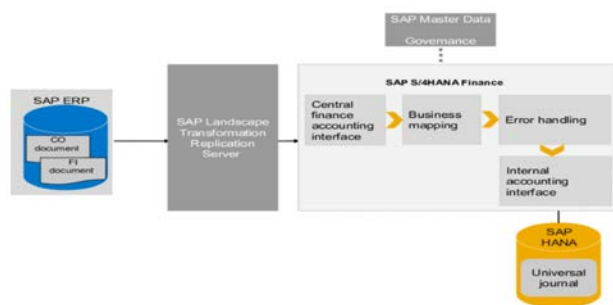 SAP Master Data
Governance
SAP ERP
CO
document
FI
document
SAP Landscape
Transformation
Replication
Server
SAP S/4HANA Finance
Central
finance
accounting
interface
Business
mapping
Error handling
Internal
accounting
interface
SAP
HANA
Universal
journal